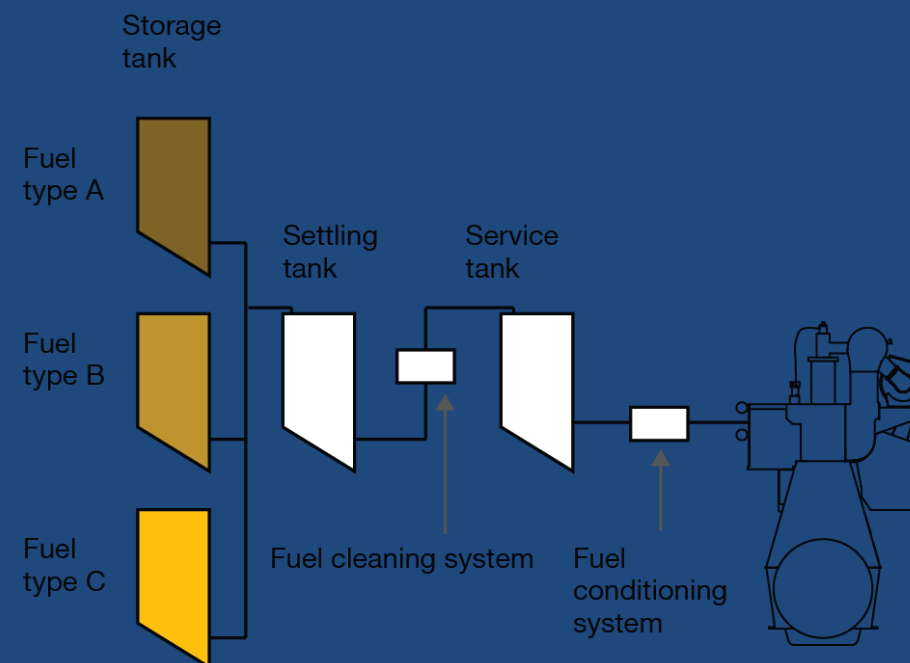 Storage
tank
Fuel
type A
Settling
tank
Service
tank
Fuel
type B
Fuel
type C
Fuel cleaning system
Fuel
conditioning
system